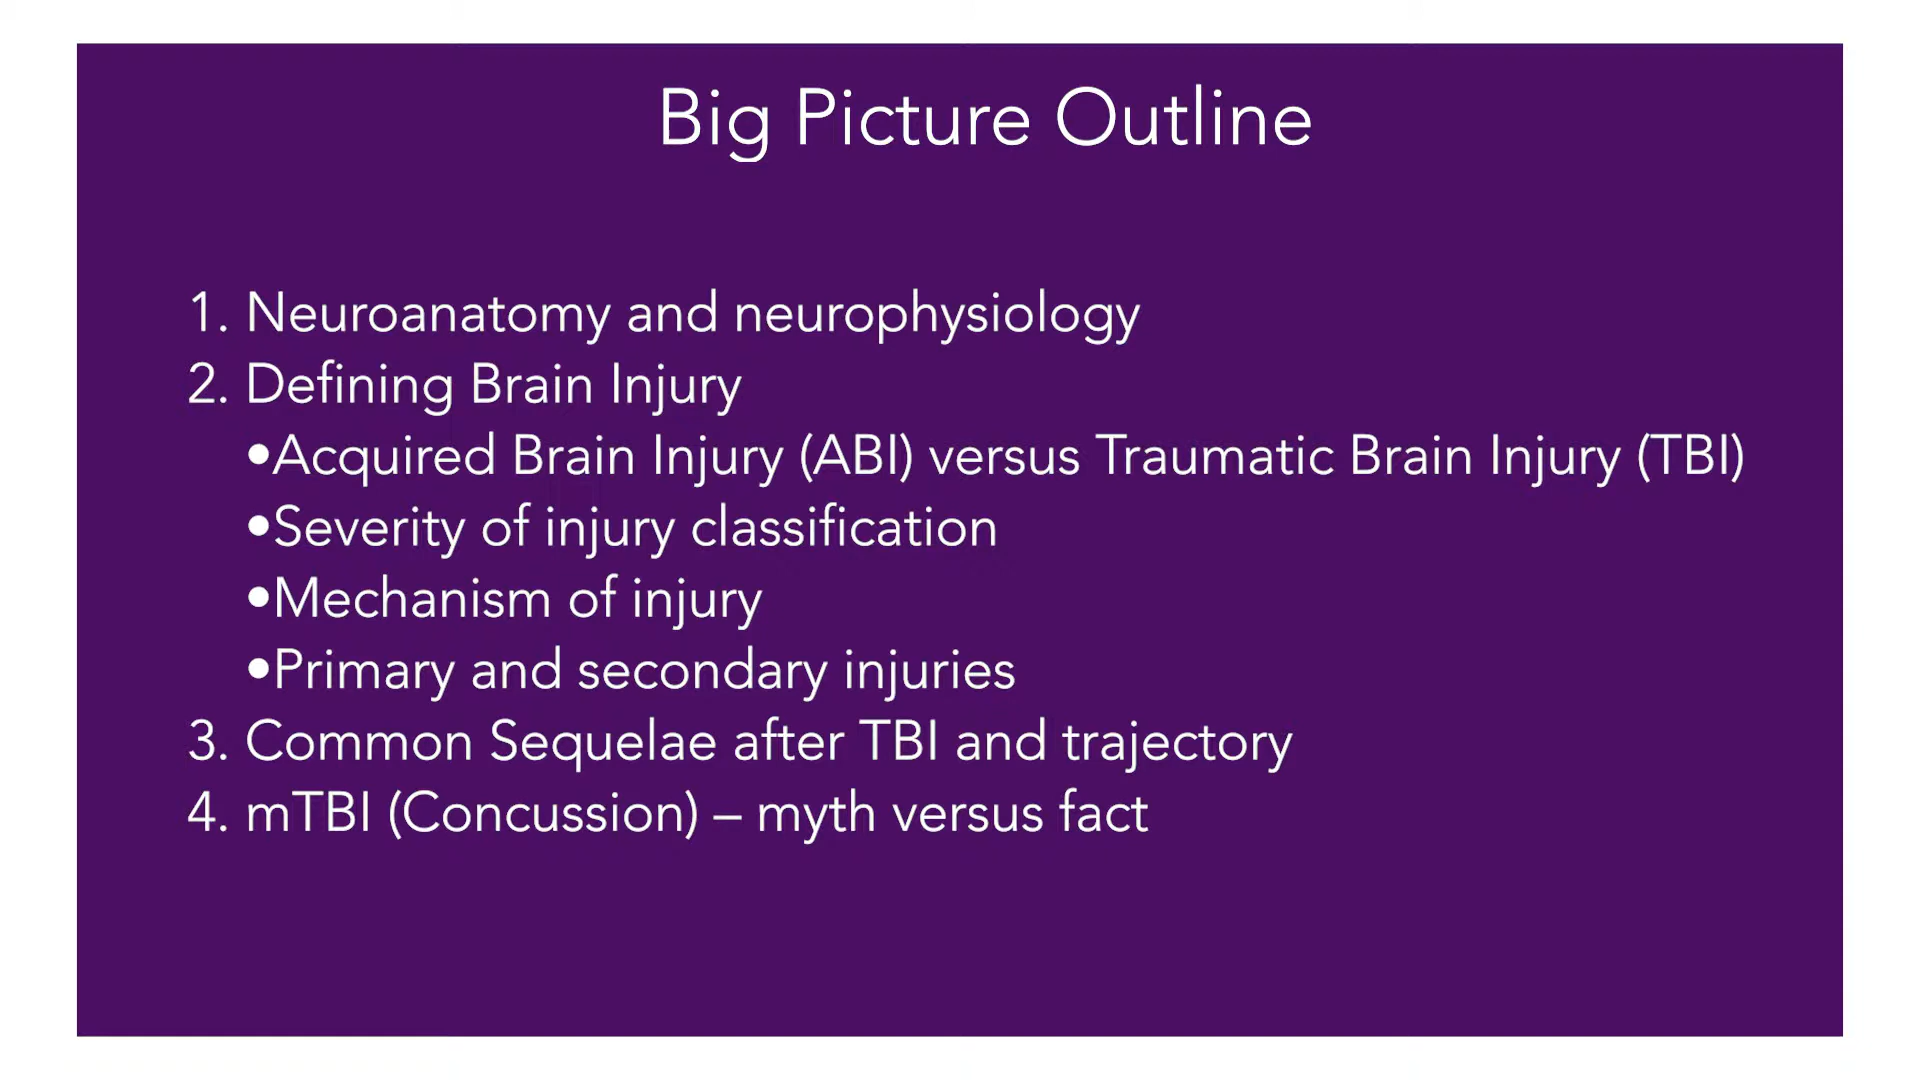 Big Picture Outline
1. Neuroanatomy and neurophysiology
2. Defining Brain Injury
•Acquired Brain Injury (ABI) versus Traumatic Brain Injury (TBI)
•Severity of injury classification
•Mechanism of injury
•Primary and secondary injuries
3. Common Sequelae after TBI and trajectory
4. mTBI (Concussion) – myth versus fact